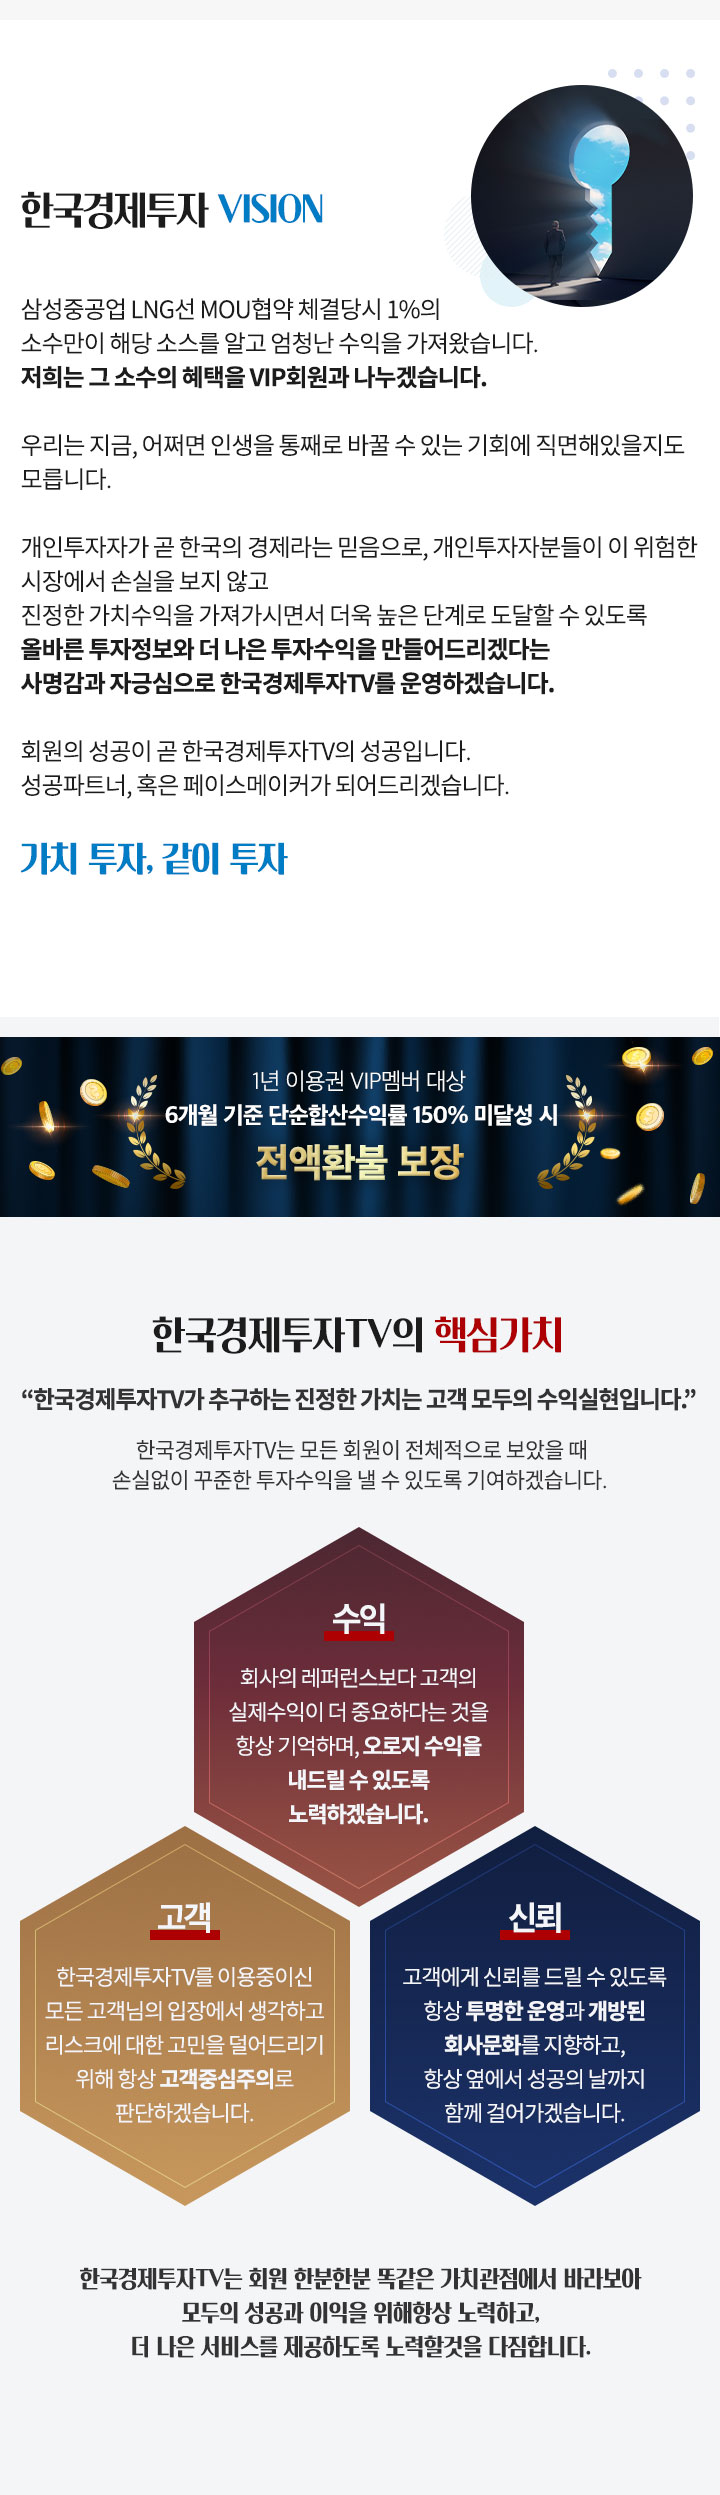 한국경제투자 VISION
삼성중공업 LNG선 MOU협약 체결당시 1%의
소수만이 해당 소스를 알고 엄청난 수익을 가져왔습니다.
저희는 그 소수의 혜택을 VIP회원과 나누겠습니다.
우리는 지금, 어쩌면 인생을 통째로 바꿀 수 있는 기회에 직면해있을지도
모릅니다.
개인투자자가 곧 한국의 경제라는 믿음으로, 개인투자자분들이 이 위험한
시장에서 손실을 보지 않고
진정한 가치수익을 가져가시면서 더욱 높은 단계로 도달할 수 있도록
올바른 투자정보와 더 나은 투자수익을 만들어드리겠다는
사명감과 자긍심으로 한국경제투자TV를 운영하겠습니다.
회원의 성공이 곧 한국경제투자TV의 성공입니다.
성공파트너, 혹은 페이스메이커가 되어드리겠습니다.
가치 투자, 같이 투자
1년 이용권 VIP멤버 대상
6개월 기준 단순합산수익률 150% 미달성 시
전액환불 보장
한국경제투자TV의 핵심가치
“한국경제투자TV가 추구하는 진정한 가치는 고객 모두의 수익실현입니다.”
한국경제투자TV는 모든 회원이 전체적으로 보았을 때
손실없이 꾸준한 투자수익을 낼 수 있도록 기여하겠습니다.
수익
회사의 레퍼런스보다 고객의
실제수익이 더 중요하다는 것을
항상 기억하며, 오로지 수익을
내드릴 수 있도록
노력하겠습니다.
고객
한국경제투자TV를 이용중이신
모든 고객님의 입장에서 생각하고
리스크에 대한 고민을 덜어드리기
위해 항상 고객중심주의로
판단하겠습니다.
신뢰
고객에게 신뢰를 드릴 수 있도록
항상 투명한 운영과 개방된
회사문화를 지향하고,
항상 옆에서 성공의 날까지
함께 걸어가겠습니다.
한국경제투자TV는 회원 한분한분 똑같은 가치관점에서 바라보아
모두의 성공과 이익을 위해항상 노력하고,
더 나은 서비스를 제공하도록 노력할것을 다짐합니다.